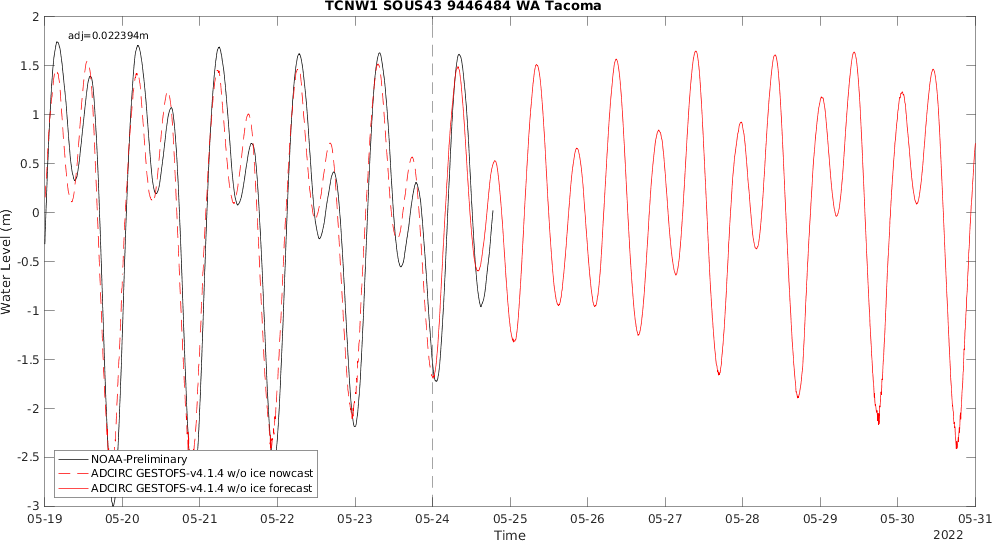 TCNW1 SOUS43 9446484 WA Tacoma
adj=0.022394m
2
1.5
1
0.5
0
-0.5
-1
-1.5
-2
-2.5
-3
Water Level (m)
NOAA-Preliminary
ADCIRC GESTOFS-v4.1.4 w/o ice nowcast
ADCIRC GESTOFS-v4.1.4 w/o ice forecast
05-19 05-20 05-21 05-22 05-23 05-24 05-25 05-26 05-27 05-28 05-29 05-30 05-31
Time
2022